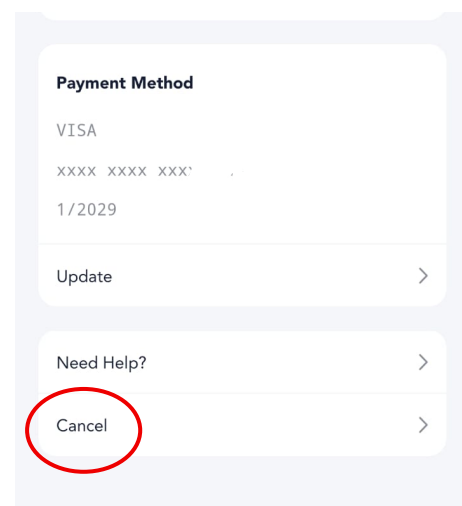 Payment Method
VISA
xxxx xxxx xxx
1/2029
Update
Need Help?
Cancel